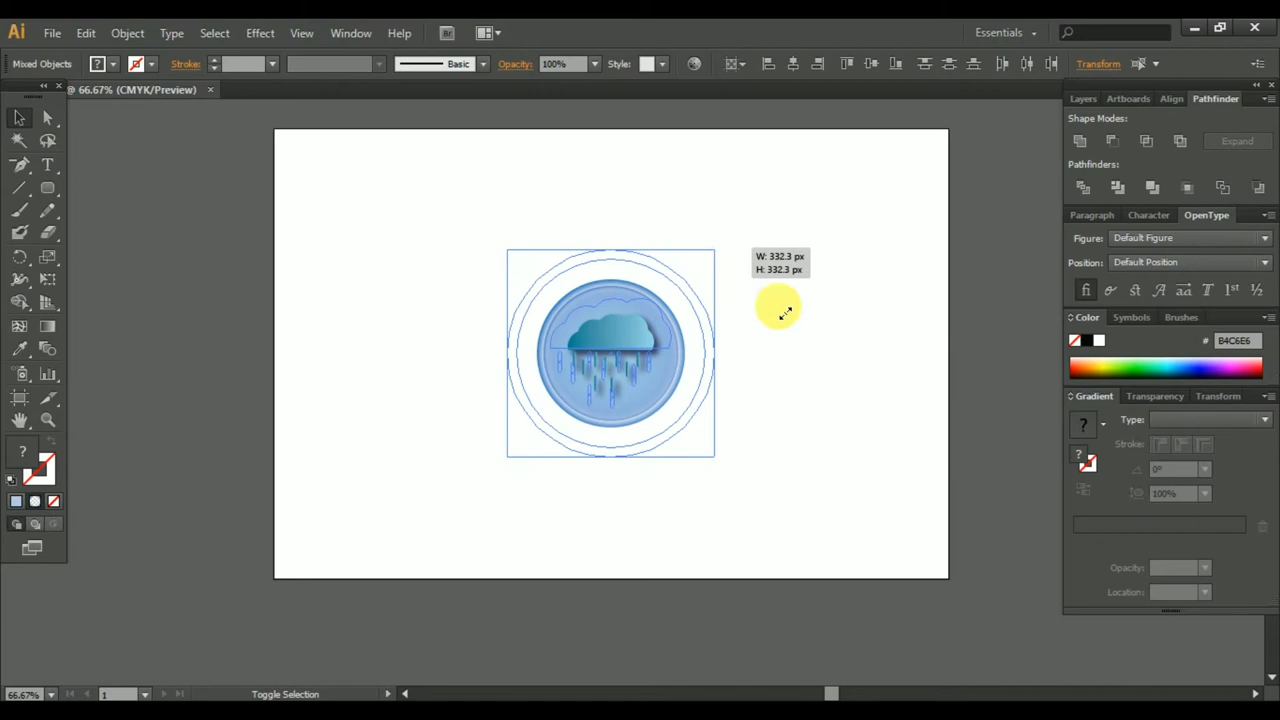 Ai File Edit Object Type Select Effect View Window Help Br Essentials
Mixed Objects ? Stroke: Basic Opacity: 100% Style: Transform
@ 66.67% (CMYK/Preview)
Layers Artboards Align Pathfinder
Shape Modes:
Expand
Pathfinders:
Paragraph Character OpenType
Figure: Default Figure
Position: Default Position
W: 332.3 px
H: 332.3 px
Color Symbols Brushes
# B4C6E6
Gradient Transparency Transform
? Type:
Stroke:
? 0°
100%
Opacity:
Location:
?
66.67% 1 Toggle Selection